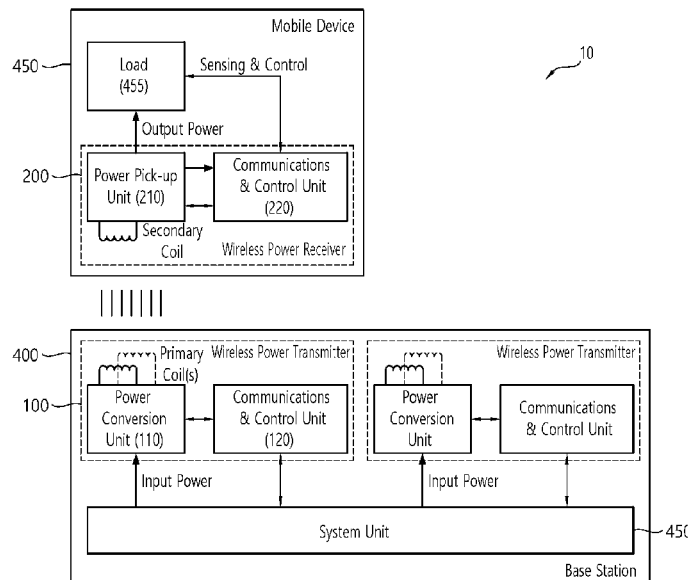 Mobile Device
10
450
Load
(455)
Sensing & Control
Output Power
200
Power Pick-up
Unit (210)
Communications
& Control Unit
(220)
Secondary
Coil
Wireless Power Receiver
400
Primary
Coil(s)
Wireless Power Transmitter
Wireless Power Transmitter
100
Power
Conversion
Unit (110)
Communications
& Control Unit
(120)
Power
Conversion
Unit
Communications
& Control Unit
Input Power
Input Power
System Unit
450
Base Station